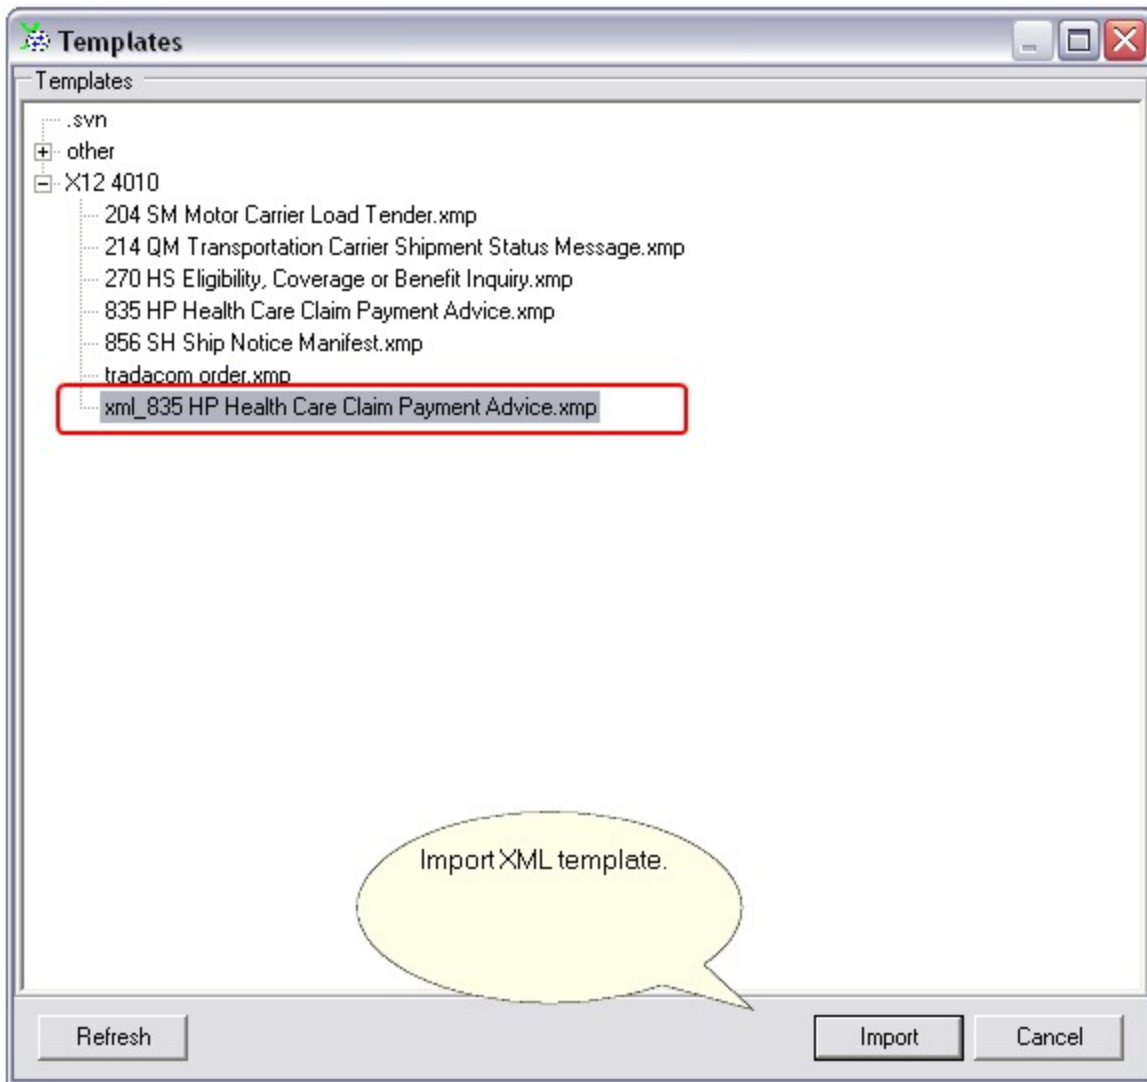 Templates
Templates
.svn
other
X12 4010
204 SM Motor Carrier Load Tender.xmp
214 QM Transportation Carrier Shipment Status Message.xmp
270 HS Eligibility, Coverage or Benefit Inquiry.xmp
835 HP Health Care Claim Payment Advice.xmp
856 SH Ship Notice Manifest.xmp
tradacom order.xmp
xml_835 HP Health Care Claim Payment Advice.xmp
Import XML template.
Refresh
Import
Cancel